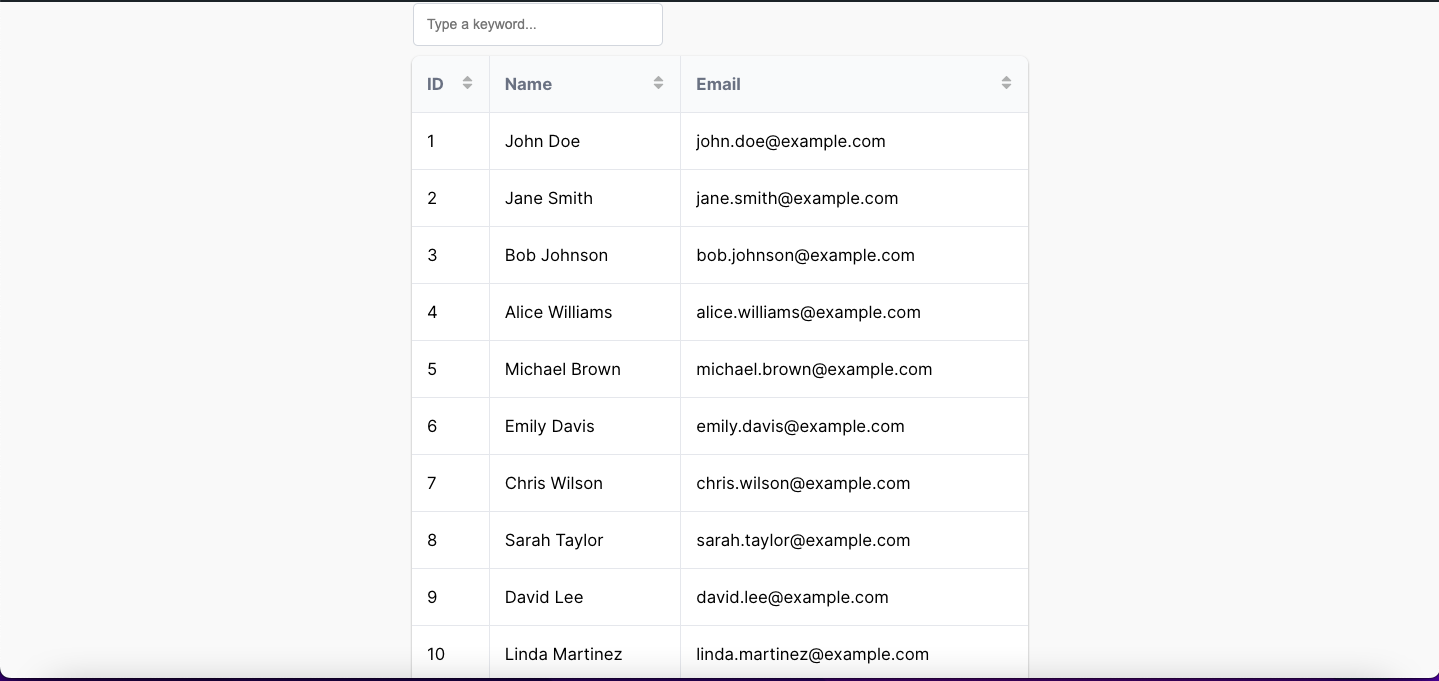 Type a keyword...
ID Name Email
1 John Doe john.doe@example.com
2 Jane Smith jane.smith@example.com
3 Bob Johnson bob.johnson@example.com
4 Alice Williams alice.williams@example.com
5 Michael Brown michael.brown@example.com
6 Emily Davis emily.davis@example.com
7 Chris Wilson chris.wilson@example.com
8 Sarah Taylor sarah.taylor@example.com
9 David Lee david.lee@example.com
10 Linda Martinez linda.martinez@example.com